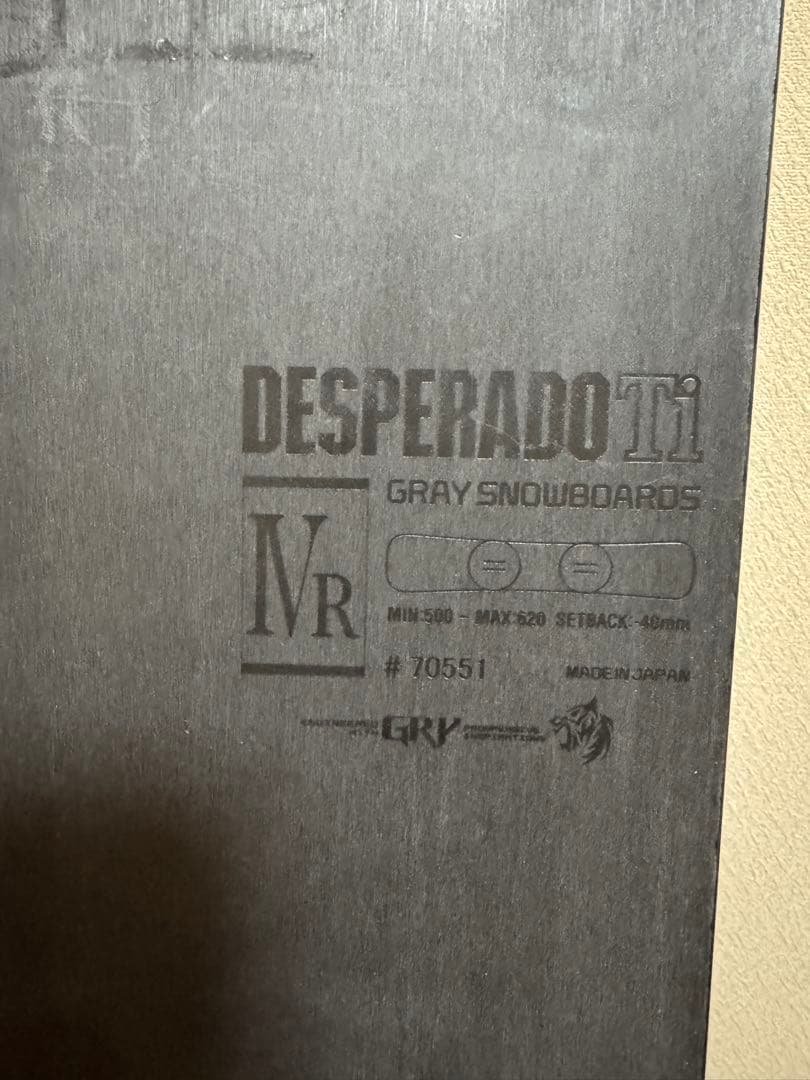 DESPERADO Ti
GRAY SNOWBOARDS
IVR
MIN:500 - MAX:620 SETBACK:-40mm
# 70551
MADE IN JAPAN
GRY